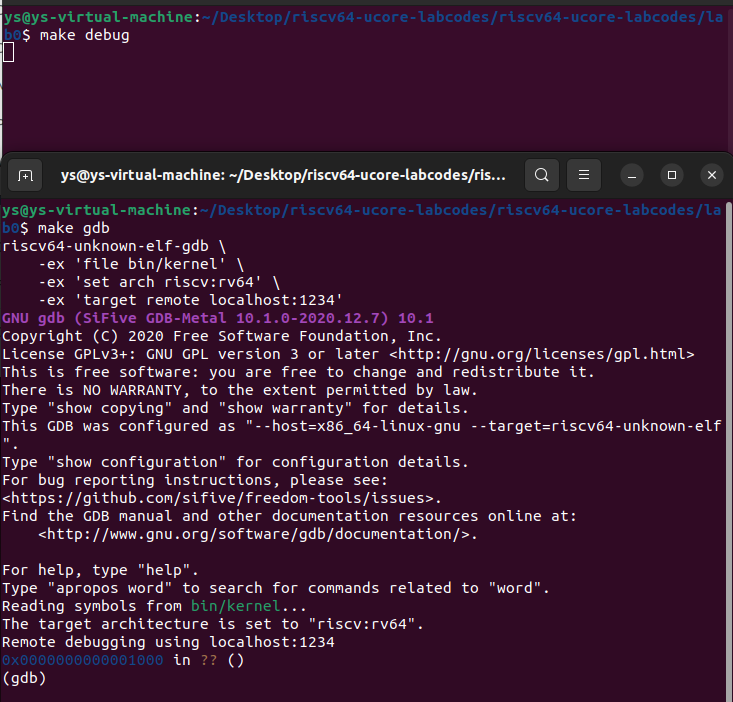 ys@ys-virtual-machine:~/Desktop/riscv64-ucore-labcodes/riscv64-ucore-labcodes/la
b0$ make debug
ys@ys-virtual-machine: ~/Desktop/riscv64-ucore-labcodes/ris...
ys@ys-virtual-machine:~/Desktop/riscv64-ucore-labcodes/riscv64-ucore-labcodes/la
b0$ make gdb
riscv64-unknown-elf-gdb \
    -ex 'file bin/kernel' \
    -ex 'set arch riscv:rv64' \
    -ex 'target remote localhost:1234'
GNU gdb (SiFive GDB-Metal 10.1.0-2020.12.7) 10.1
Copyright (C) 2020 Free Software Foundation, Inc.
License GPLv3+: GNU GPL version 3 or later <http://gnu.org/licenses/gpl.html>
This is free software: you are free to change and redistribute it.
There is NO WARRANTY, to the extent permitted by law.
Type "show copying" and "show warranty" for details.
This GDB was configured as "--host=x86_64-linux-gnu --target=riscv64-unknown-elf
".
Type "show configuration" for configuration details.
For bug reporting instructions, please see:
<https://github.com/sifive/freedom-tools/issues>.
Find the GDB manual and other documentation resources online at:
    <http://www.gnu.org/software/gdb/documentation/>.
For help, type "help".
Type "apropos word" to search for commands related to "word".
Reading symbols from bin/kernel...
The target architecture is set to "riscv:rv64".
Remote debugging using localhost:1234
0x0000000000001000 in ?? ()
(gdb)